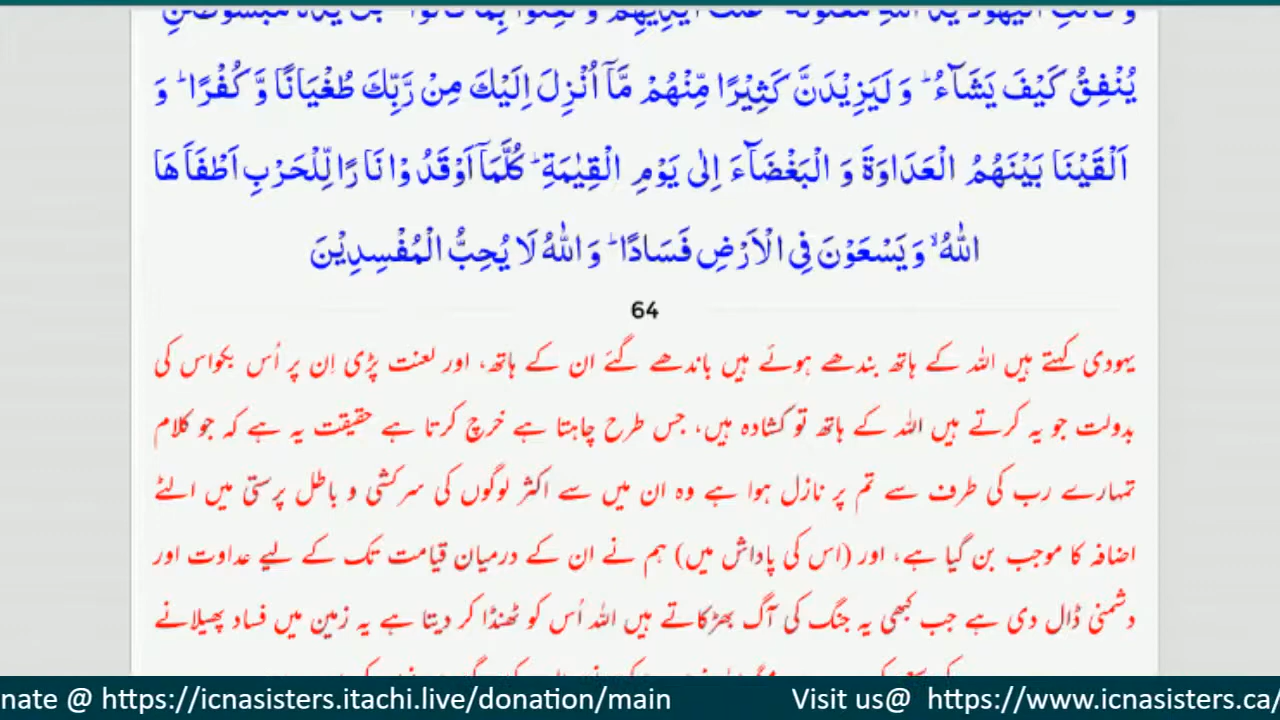 یُنْفِقُ كَیْفَ یَشَآءُ ؕ وَ لَیَزِیْدَنَّ كَثِیْرًا مِّنْهُمْ مَّاۤ اُنْزِلَ اِلَیْكَ مِنْ رَّبِّكَ طُغْیَانًا وَّ كُفْرًا ؕ وَ
اَلْقَیْنَا بَیْنَهُمُ الْعَدَاوَةَ وَ الْبَغْضَآءَ اِلٰى یَوْمِ الْقِیٰمَةِ ؕ كُلَّمَاۤ اَوْقَدُوْا نَارًا لِّلْحَرْبِ اَطْفَاَهَا
اللّٰهُ ۙ وَ یَسْعَوْنَ فِی الْاَرْضِ فَسَادًا ؕ وَ اللّٰهُ لَا یُحِبُّ الْمُفْسِدِیْنَ
64
یہودی کہتے ہیں اللہ کے ہاتھ بندھے ہوئے ہیں باندھے گئے ان کے ہاتھ، اور لعنت پڑی اِن پر اُس بکواس کی
بدولت جو یہ کرتے ہیں اللہ کے ہاتھ تو کشادہ ہیں، جس طرح چاہتا ہے خرچ کرتا ہے حقیقت یہ ہے کہ جو کلام
تمہارے رب کی طرف سے تم پر نازل ہوا ہے وہ ان میں سے اکثر لوگوں کی سرکشی و باطل پرستی میں الٹے
اضافہ کا موجب بن گیا ہے، اور (اس کی پاداش میں) ہم نے ان کے درمیان قیامت تک کے لیے عداوت اور
دشمنی ڈال دی ہے جب کبھی یہ جنگ کی آگ بھڑکاتے ہیں اللہ اُس کو ٹھنڈا کر دیتا ہے یہ زمین میں فساد پھیلانے
nate @ https://icnasisters.itachi.live/donation/main Visit us@ https://www.icnasisters.ca/